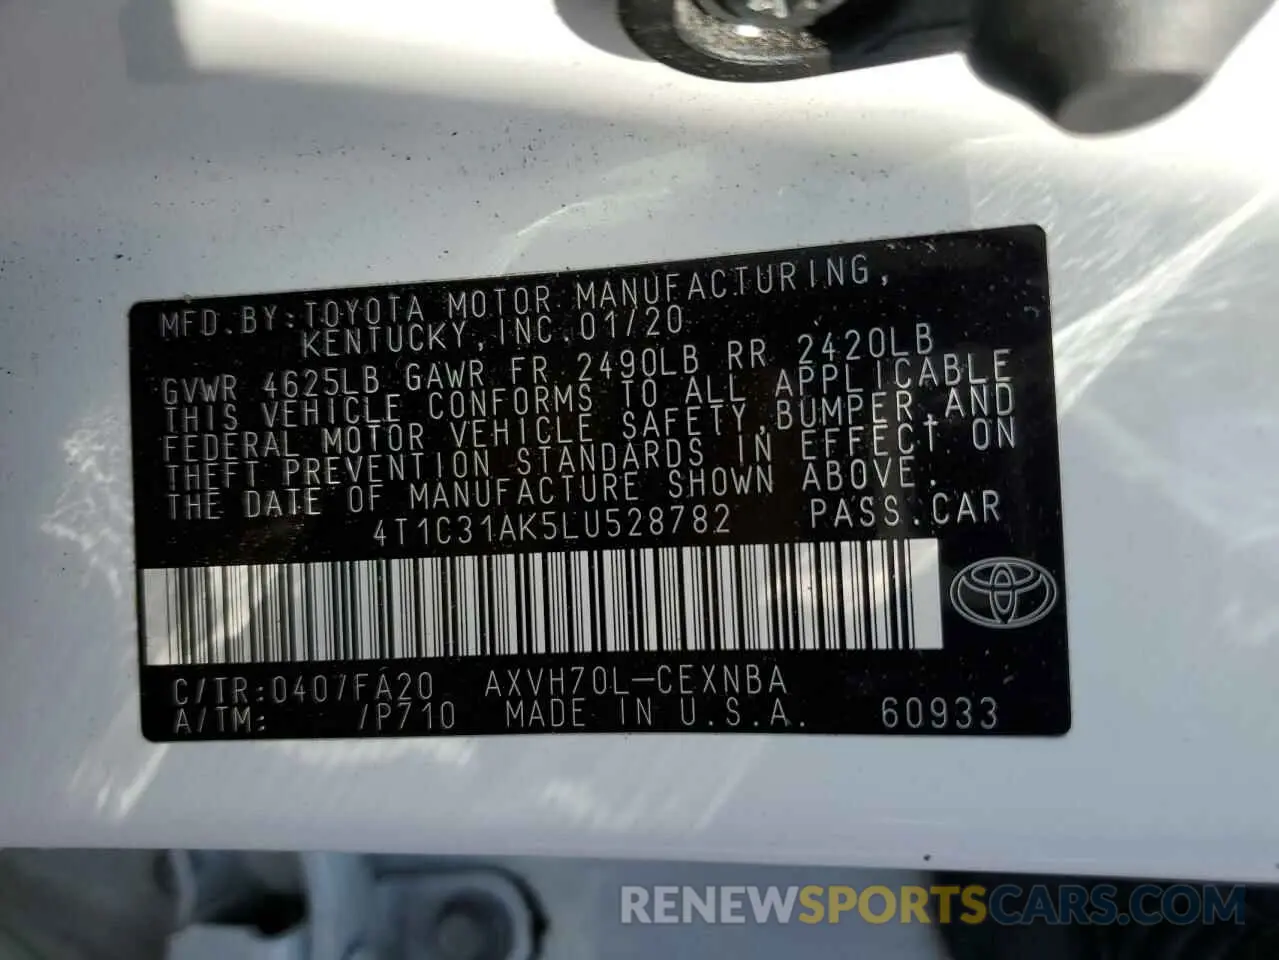 MFD.BY:TOYOTA MOTOR MANUFACTURING,
KENTUCKY,INC.01/20
GVWR 4625LB GAWR FR 2490LB RR 2420LB
THIS VEHICLE CONFORMS TO ALL APPLICABLE
FEDERAL MOTOR VEHICLE SAFETY,BUMPER,AND
THEFT PREVENTION STANDARDS IN EFFECT ON
THE DATE OF MANUFACTURE SHOWN ABOVE.
4T1C31AK5LU528782 PASS.CAR
C/TR:0407/FA20 AXVH70L-CEXNBA
A/TM: /P710 MADE IN U.S.A. 60933
RENEWSPORTSCARS.COM